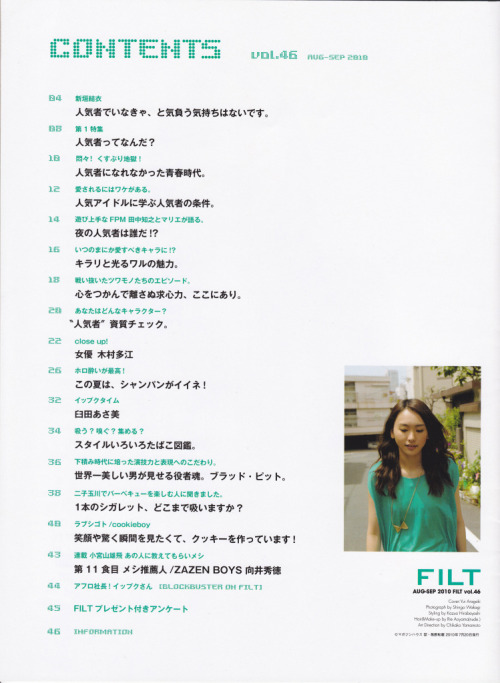 CONTENTS
vol.46 AUG-SEP 2010
04 新垣結衣
人気者でいなきゃ、と気負う気持ちはないです。
08 第1特集
人気者ってなんだ？
10 悶々！くすぶり地獄！
人気者になれなかった青春時代。
12 愛されるにはワケがある。
人気アイドルに学ぶ人気者の条件。
14 遊び上手なFPM 田中知之とマリエが語る。
夜の人気者は誰だ!?
16 いつのまにか愛すべきキャラに!?
キラリと光るワルの魅力。
18 戦い抜いたツワモノたちのエピソード。
心をつかんで離さぬ求心力、ここにあり。
20 あなたはどんなキャラクター？
“人気者”資質チェック。
22 close up!
女優 木村多江
26 ホロ酔いが最高！
この夏は、シャンパンがイイネ！
32 イップクタイム
臼田あさ美
34 吸う？嗅ぐ？集める？
スタイルいろいろたばこ図鑑。
36 下積み時代に培った演技力と表現へのこだわり。
世界一美しい男が見せる役者魂。ブラッド・ピット。
38 二子玉川でバーベキューを楽しむ人に聞きました。
1本のシガレット、どこまで吸いますか？
40 ラブシゴト/cookieboy
笑顔や驚く瞬間を見たくて、クッキーを作っています！
43 連載 小宮山雄飛 あの人に教えてもらいメシ
第11食目 メシ推薦人/ZAZEN BOYS 向井秀徳
44 アフロ社長！イップクさん [BLOCKBUSTER ON FILT]
45 FILTプレゼント付きアンケート
46 INFORMATION
FILT
AUG-SEP 2010 FILT vol.46
Cover Yui Aragaki
Photograph by Shingo Wakagi
Styling by Kazue Hirabayashi
Art Direction by Chikako Yamamoto